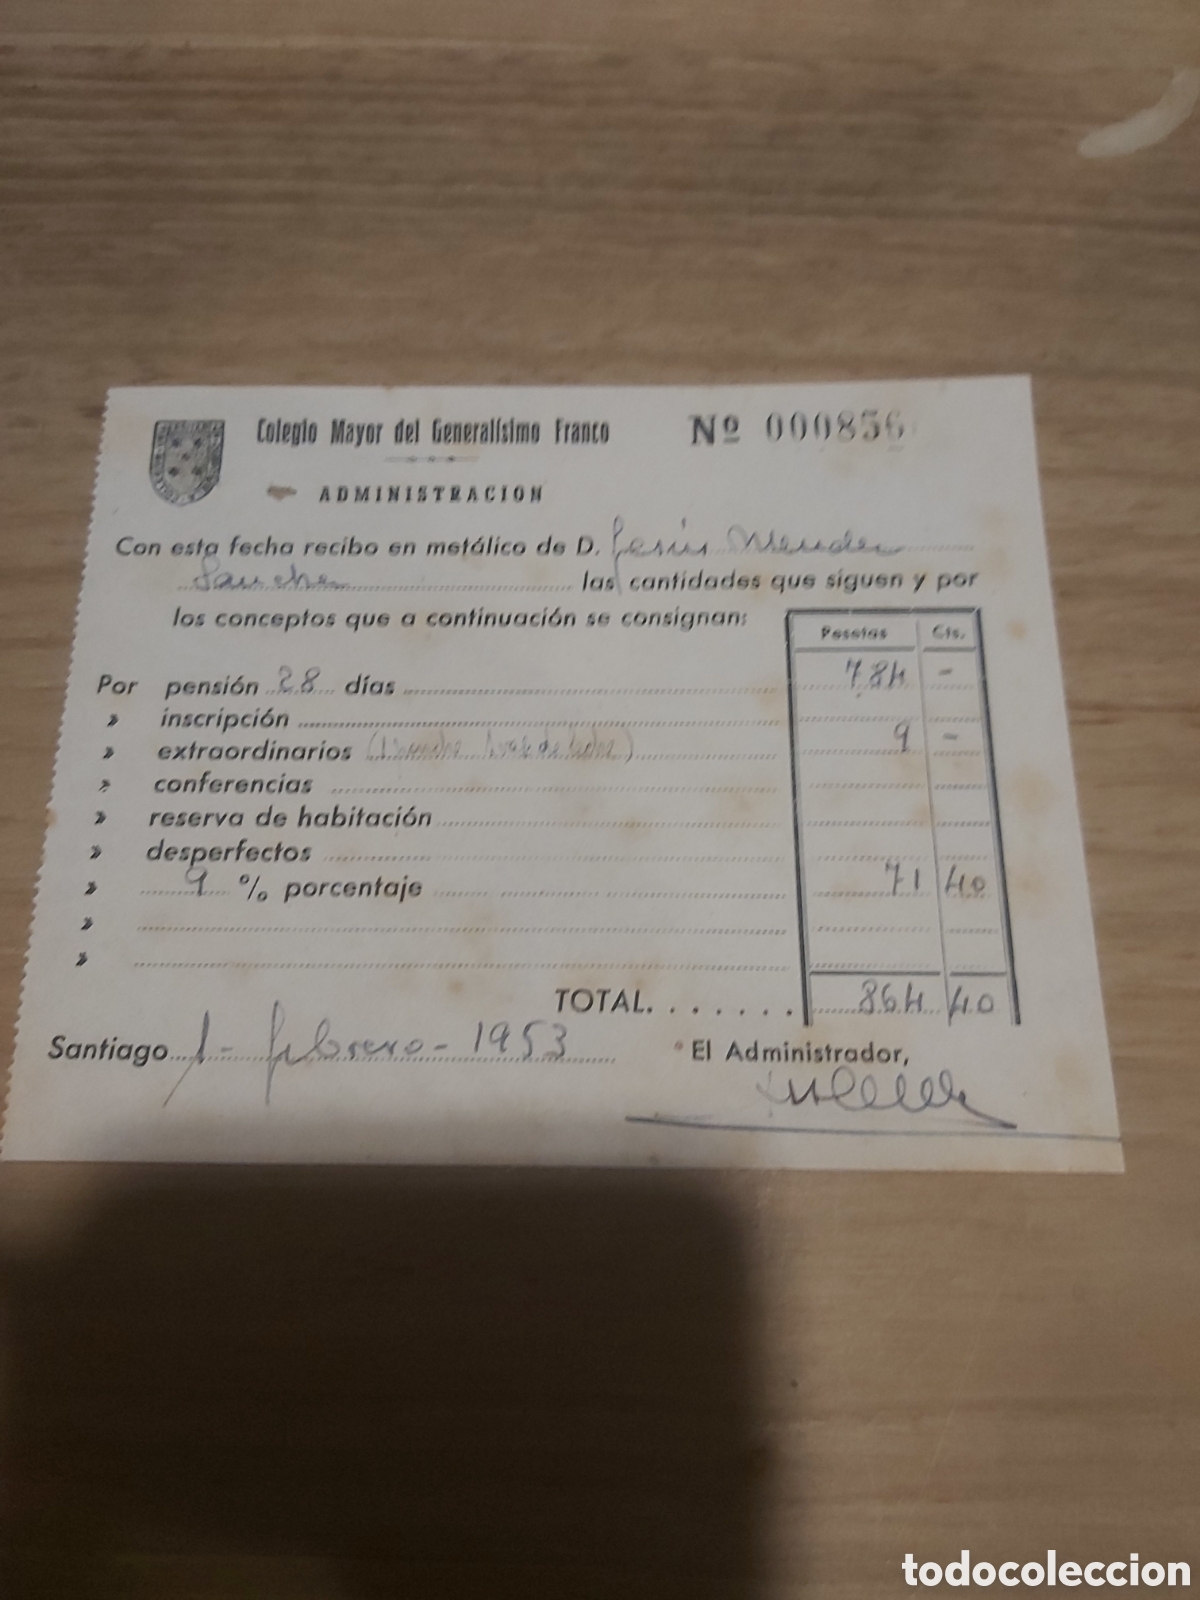 Colegio Mayor del Generalísimo Franco Nº 000856
ADMINISTRACION
Con esta fecha recibo en metálico de D. Jesús Mendez
Sanchez las cantidades que siguen y por
los conceptos que a continuación se consignan:
Pesetas Cts.
Por pensión 28 días 784 -
» inscripción
» extraordinarios 9 -
» conferencias
» reserva de habitación
» desperfectos
» 9 % porcentaje 71 40
»
»
TOTAL. . . . . . . 864 40
Santiago 1 - febrero - 1953 El Administrador,
todocoleccion